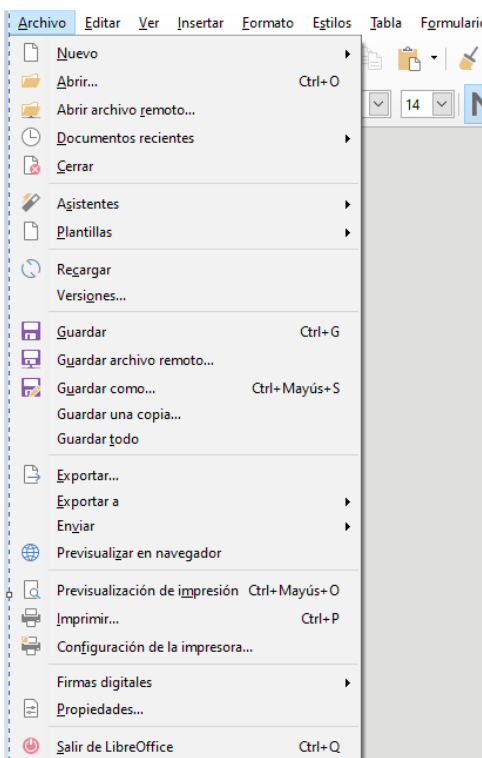 Archivo Editar Ver Insertar Formato Estilos Tabla Formulario
Nuevo
Abrir... Ctrl+O
Abrir archivo remoto...
14 N
Documentos recientes
Cerrar
Asistentes
Plantillas
Recargar
Versiones...
Guardar Ctrl+G
Guardar archivo remoto...
Guardar como... Ctrl+Mayús+S
Guardar una copia...
Guardar todo
Exportar...
Exportar a
Enviar
Previsualizar en navegador
Previsualización de impresión Ctrl+Mayús+O
Imprimir... Ctrl+P
Configuración de la impresora...
Firmas digitales
Propiedades...
Salir de LibreOffice Ctrl+Q